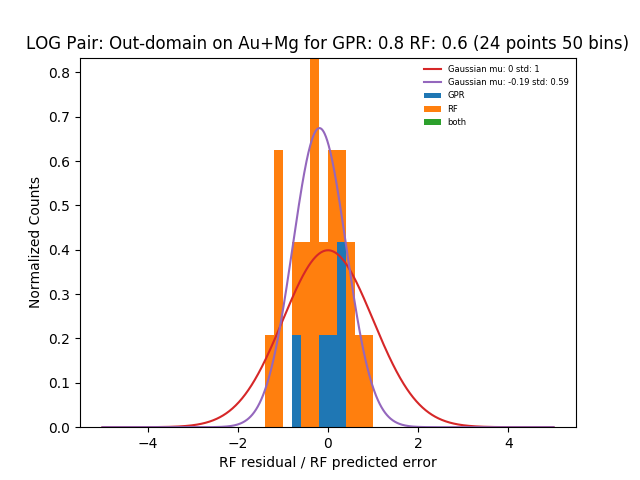 LOG Pair: Out-domain on Au+Mg for GPR: 0.8 RF: 0.6 (24 points 50 bins)
Gaussian mu: 0 std: 1
Gaussian mu: -0.19 std: 0.59
GPR
RF
both
Normalized Counts
0.8
0.7
0.6
0.5
0.4
0.3
0.2
0.1
0.0
−4
−2
0
2
4
RF residual / RF predicted error